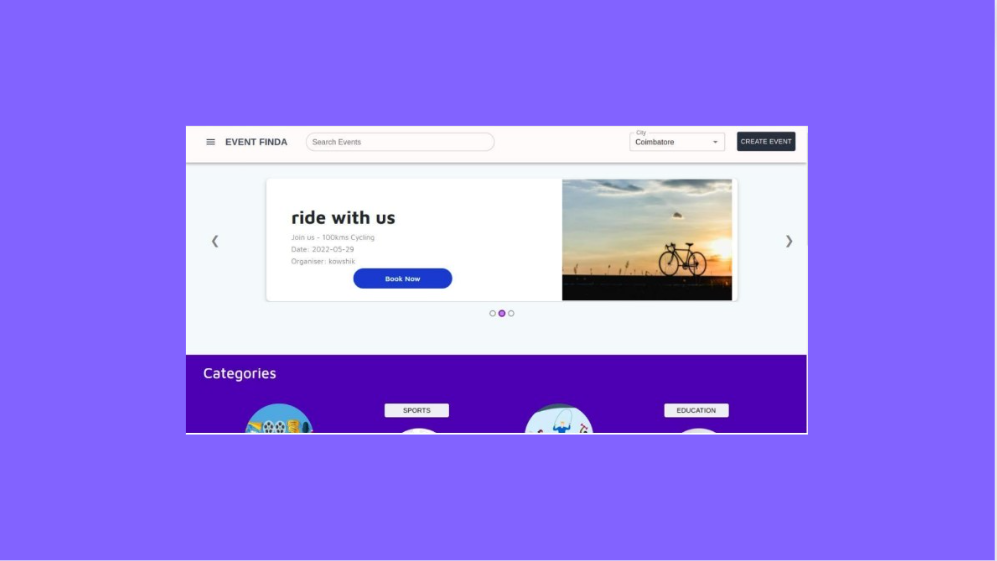 EVENT FINDA
Search Events
City
Coimbatore
CREATE EVENT
ride with us
Join us - 100kms Cycling
Date: 2022-05-29
Organiser: kowshik
Book Now
Categories
SPORTS
EDUCATION